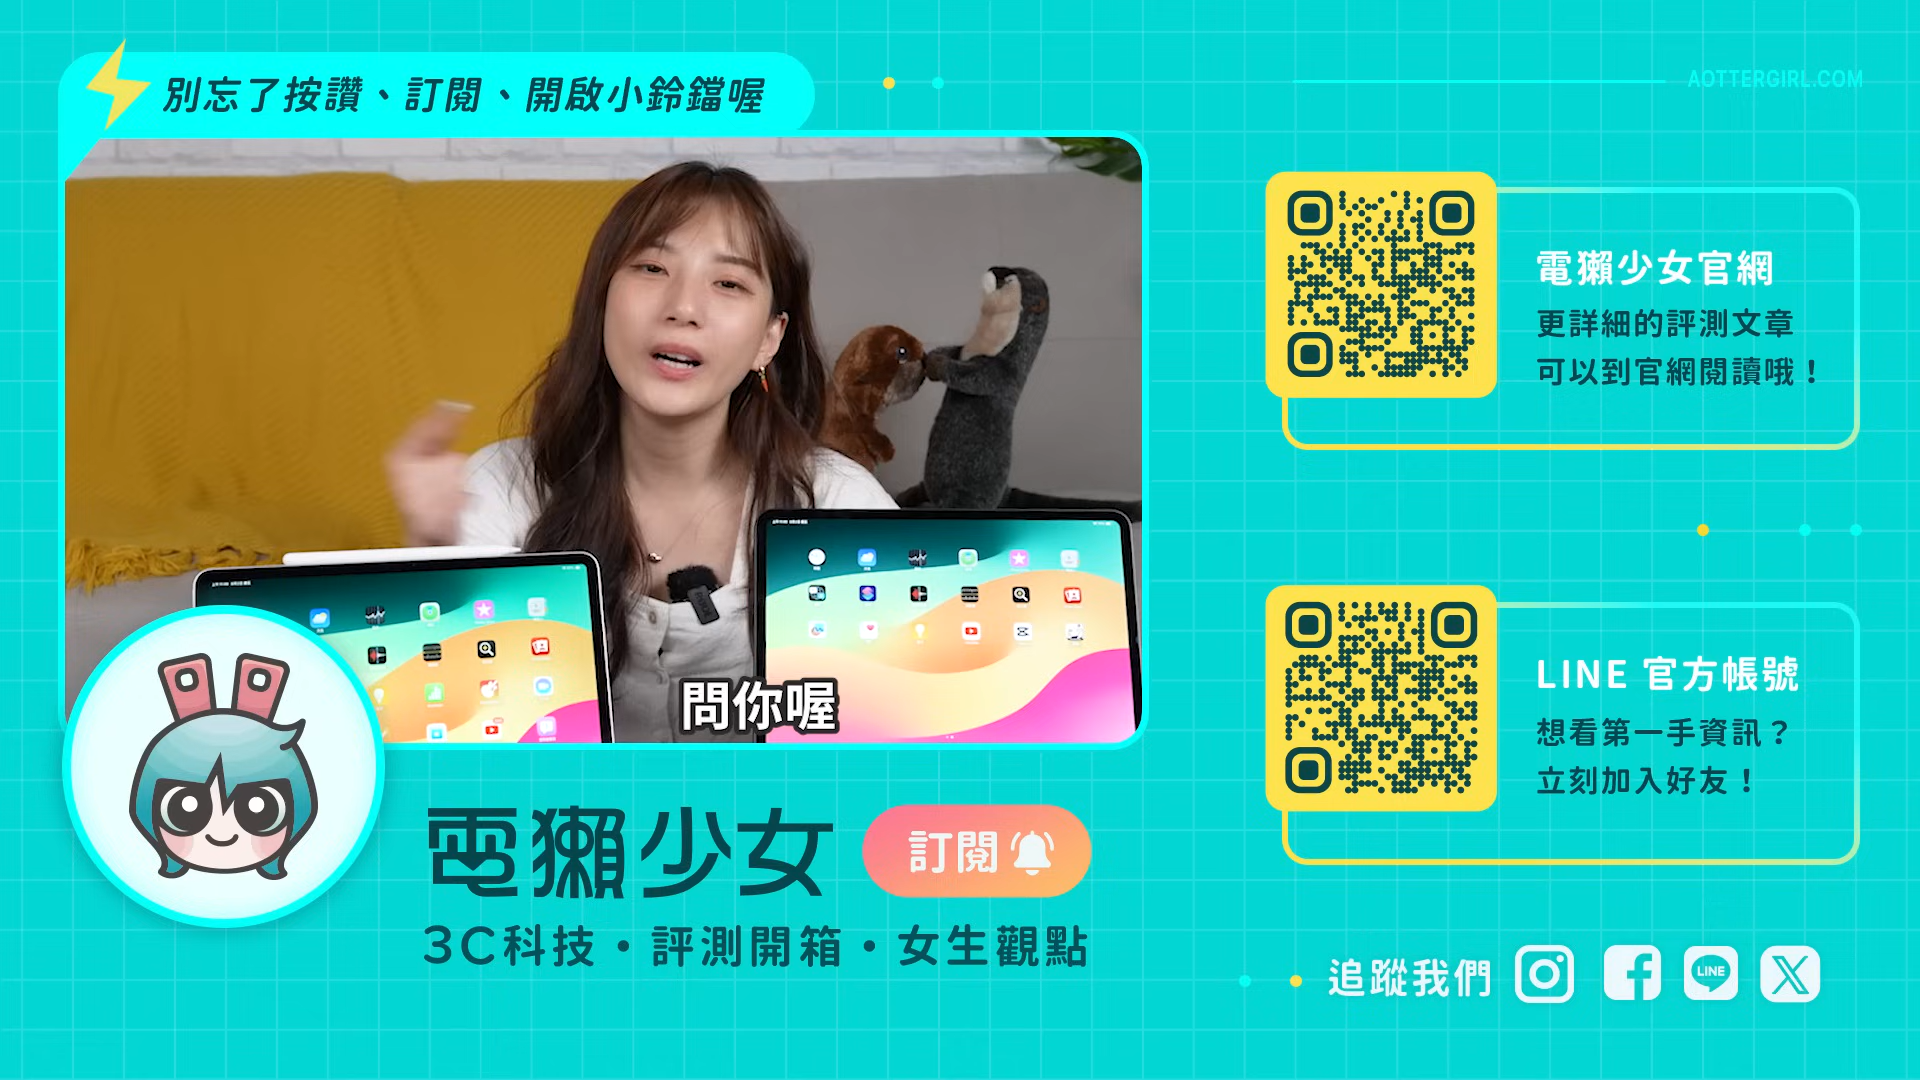 別忘了按讚、訂閱、開啟小鈴鐺喔
AOTTERGIRL.COM
電獺少女官網
更詳細的評測文章
可以到官網閱讀哦！
問你喔
LINE 官方帳號
想看第一手資訊？
立刻加入好友！
電獺少女
訂閱
3C科技・評測開箱・女生觀點
追蹤我們
LINE